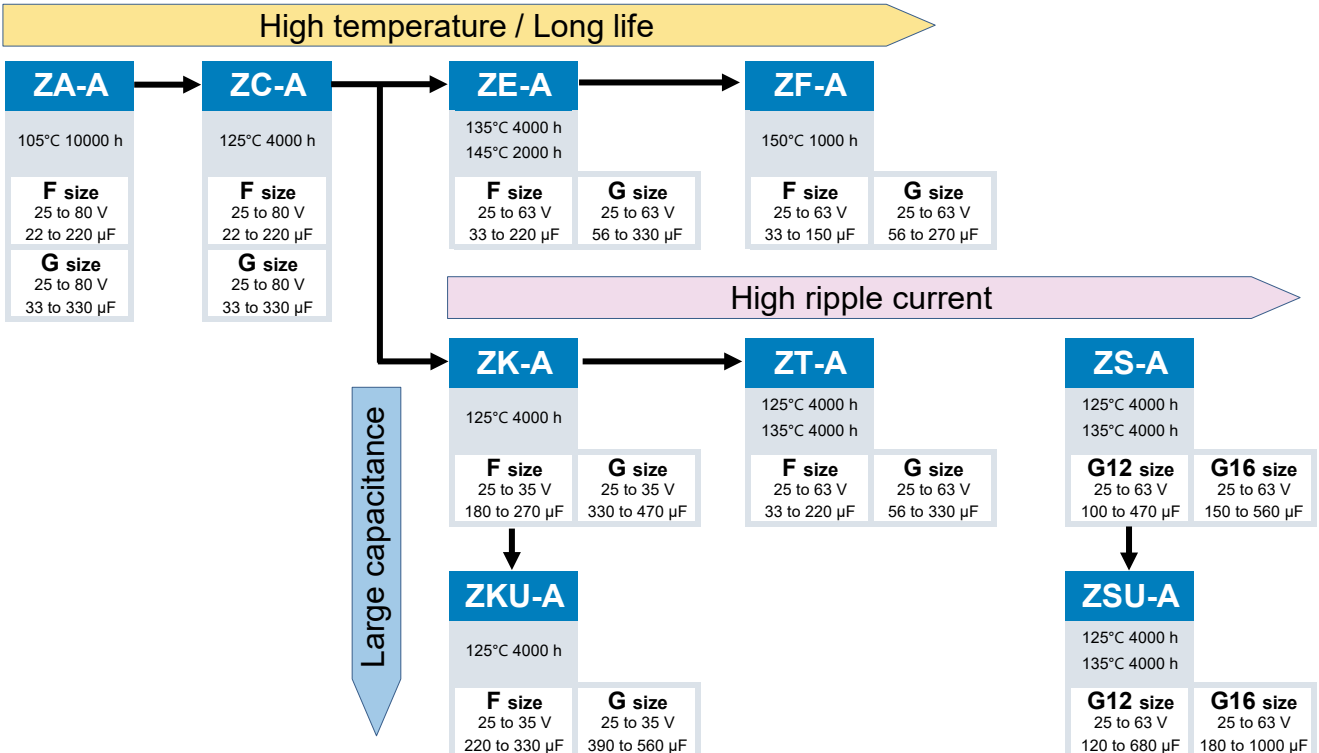 High temperature / Long life
ZA-A
105°C 10000 h
F size
25 to 80 V
22 to 220 µF
G size
25 to 80 V
33 to 330 µF
ZC-A
125°C 4000 h
F size
25 to 80 V
22 to 220 µF
G size
25 to 80 V
33 to 330 µF
ZE-A
135°C 4000 h
145°C 2000 h
F size
25 to 63 V
33 to 220 µF
G size
25 to 63 V
56 to 330 µF
ZF-A
150°C 1000 h
F size
25 to 63 V
33 to 150 µF
G size
25 to 63 V
56 to 270 µF
High ripple current
Large capacitance
ZK-A
125°C 4000 h
F size
25 to 35 V
180 to 270 µF
G size
25 to 35 V
330 to 470 µF
ZT-A
125°C 4000 h
135°C 4000 h
F size
25 to 63 V
33 to 220 µF
G size
25 to 63 V
56 to 330 µF
ZS-A
125°C 4000 h
135°C 4000 h
G12 size
25 to 63 V
100 to 470 µF
G16 size
25 to 63 V
150 to 560 µF
ZKU-A
125°C 4000 h
F size
25 to 35 V
220 to 330 µF
G size
25 to 35 V
390 to 560 µF
ZSU-A
125°C 4000 h
135°C 4000 h
G12 size
25 to 63 V
120 to 680 µF
G16 size
25 to 63 V
180 to 1000 µF